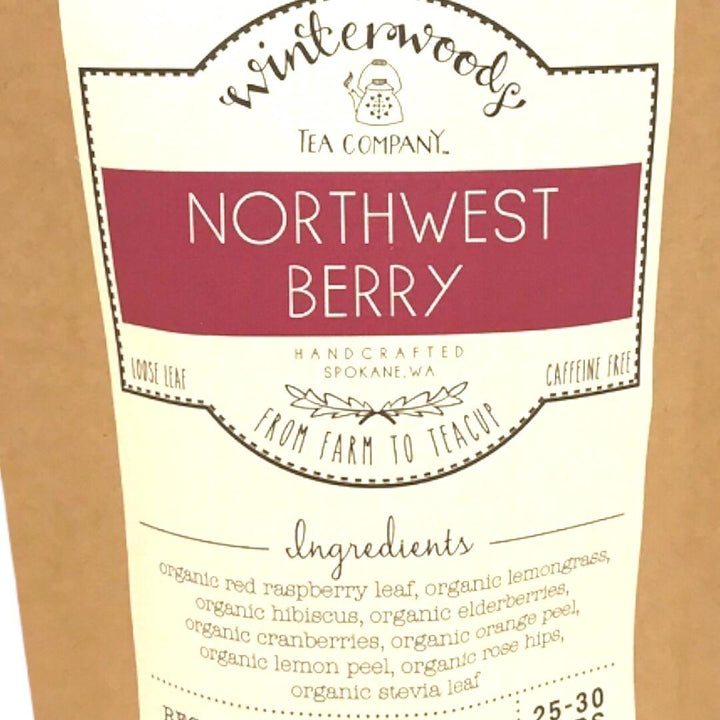 winterwoods
TEA COMPANY™
NORTHWEST
BERRY
HANDCRAFTED
SPOKANE, WA
LOOSE LEAF
CAFFEINE FREE
FROM FARM TO TEACUP
Ingredients
organic red raspberry leaf, organic lemongrass,
organic hibiscus, organic elderberries,
organic cranberries, organic orange peel,
organic lemon peel, organic rose hips,
organic stevia leaf
25-30